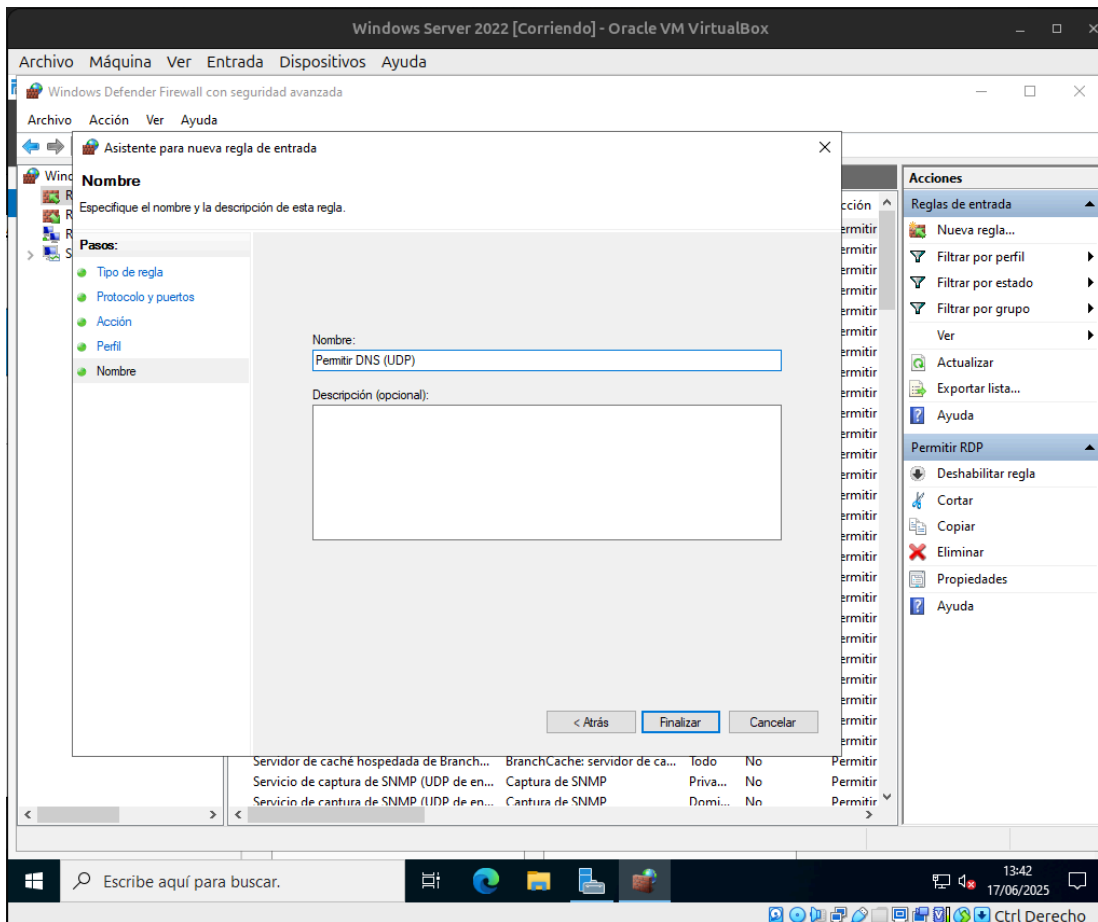 Windows Server 2022 [Corriendo] - Oracle VM VirtualBox
Archivo Máquina Ver Entrada Dispositivos Ayuda
Windows Defender Firewall con seguridad avanzada
Archivo Acción Ver Ayuda
Asistente para nueva regla de entrada
Nombre
Especifique el nombre y la descripción de esta regla.
Pasos:
Tipo de regla
Protocolo y puertos
Acción
Perfil
Nombre
Nombre:
Permitir DNS (UDP)
Descripción (opcional):
< Atrás Finalizar Cancelar
Servidor de caché hospedada de Branch... BranchCache: servidor de ca... Todo No Permitir
Servicio de captura de SNMP (UDP de en... Captura de SNMP Priva... No Permitir
Servicio de captura de SNMP (UDP de en... Captura de SNMP Domi... No Permitir
Acciones
Reglas de entrada
Nueva regla...
Filtrar por perfil
Filtrar por estado
Filtrar por grupo
Ver
Actualizar
Exportar lista...
Ayuda
Permitir RDP
Deshabilitar regla
Cortar
Copiar
Eliminar
Propiedades
Ayuda
Escribe aquí para buscar.
13:42
17/06/2025
Ctrl Derecho